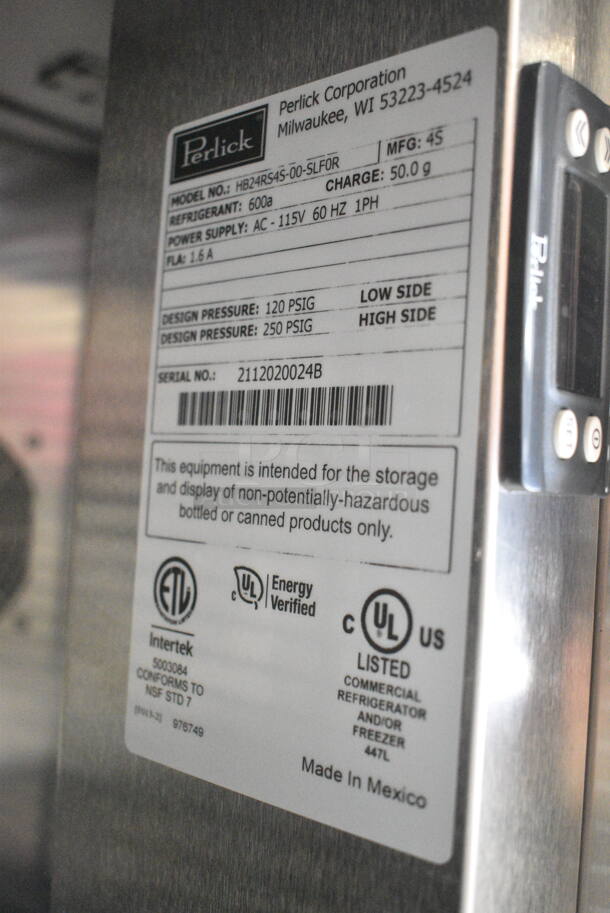 Perlick
Perlick Corporation
Milwaukee, WI 53223-4524
MODEL NO.: HB24RS4S-00-SLFOR
MFG: 4S
REFRIGERANT: 600a
CHARGE: 50.0 g
POWER SUPPLY: AC - 115V 60 HZ 1PH
FLA: 1.6 A
DESIGN PRESSURE: 120 PSIG LOW SIDE
DESIGN PRESSURE: 250 PSIG HIGH SIDE
SERIAL NO.: 2112020024B
This equipment is intended for the storage
and display of non-potentially-hazardous
bottled or canned products only.
ETL
Intertek
5003084
CONFORMS TO
NSF STD 7
976749
C UL
Energy
Verified
C UL US
LISTED
COMMERCIAL
REFRIGERATOR
AND/OR
FREEZER
447L
Made In Mexico
Perlick
SET